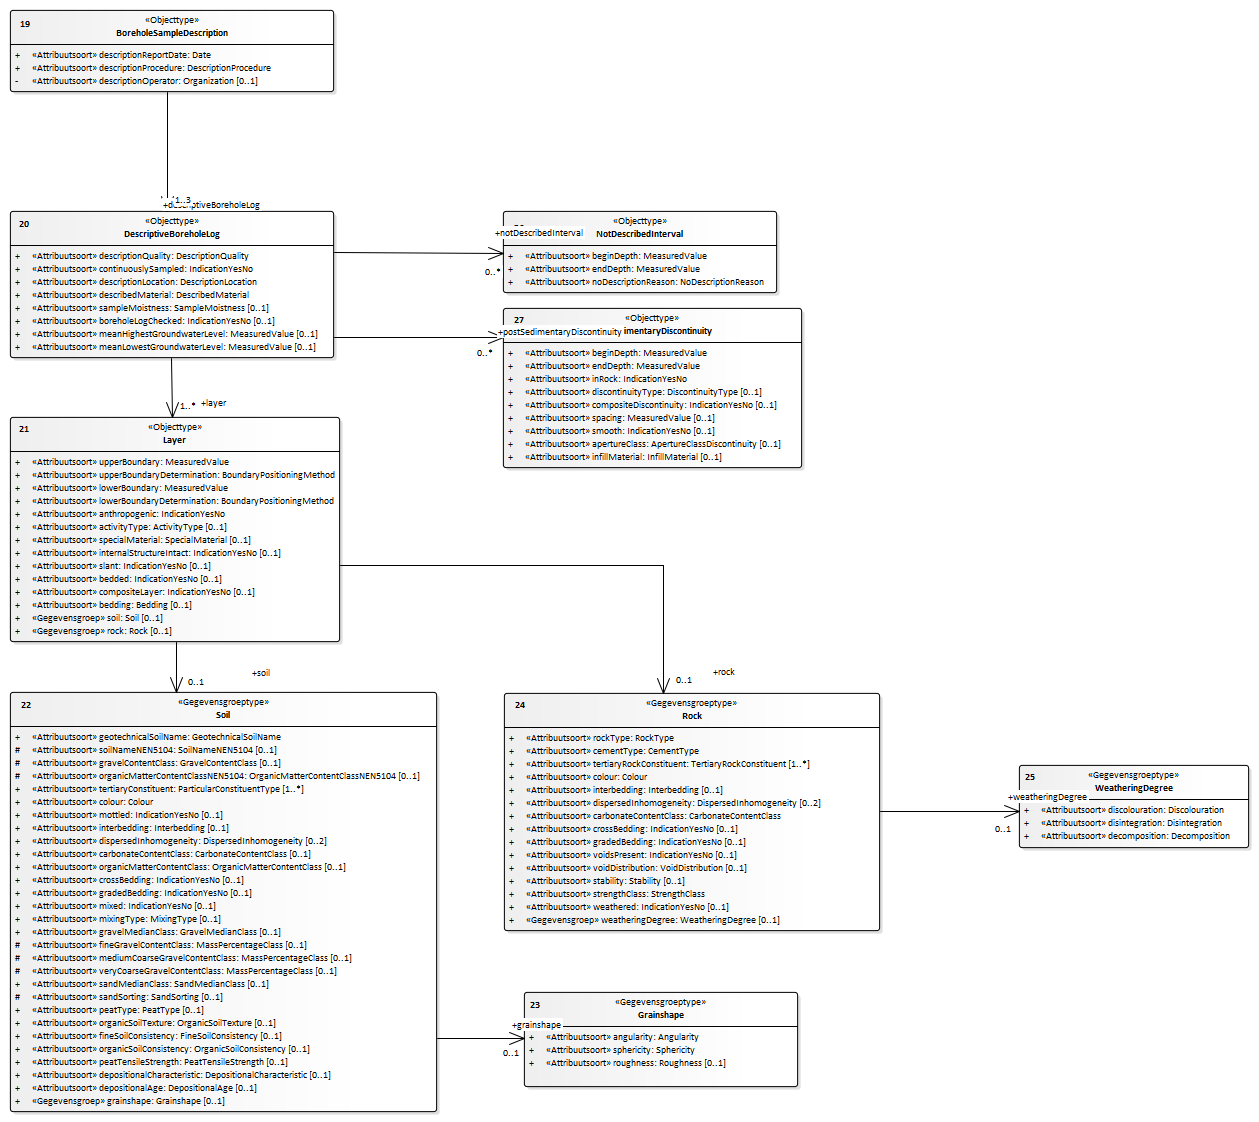 19
«Objecttype»
BoreholeSampleDescription
+ «Attribuutsoort» descriptionReportDate: Date
+ «Attribuutsoort» descriptionProcedure: DescriptionProcedure
- «Attribuutsoort» descriptionOperator: Organization [0..1]
1..3
20
«Objecttype»
DescriptiveBoreholeLog
+ «Attribuutsoort» descriptionQuality: DescriptionQuality
+ «Attribuutsoort» continuouslySampled: IndicationYesNo
+ «Attribuutsoort» descriptionLocation: DescriptionLocation
+ «Attribuutsoort» describedMaterial: DescribedMaterial
+ «Attribuutsoort» sampleMoistness: SampleMoistness [0..1]
+ «Attribuutsoort» boreholeLogChecked: IndicationYesNo [0..1]
+ «Attribuutsoort» meanHighestGroundwaterLevel: MeasuredValue [0..1]
+ «Attribuutsoort» meanLowestGroundwaterLevel: MeasuredValue [0..1]
«Objecttype»
+notDescribedInterval
NotDescribedInterval
0..*
+ «Attribuutsoort» beginDepth: MeasuredValue
+ «Attribuutsoort» endDepth: MeasuredValue
+ «Attribuutsoort» noDescriptionReason: NoDescriptionReason
27
«Objecttype»
+postSedimentaryDiscontinuity
imentaryDiscontinuity
0..*
+ «Attribuutsoort» beginDepth: MeasuredValue
+ «Attribuutsoort» endDepth: MeasuredValue
+ «Attribuutsoort» inRock: IndicationYesNo
+ «Attribuutsoort» discontinuityType: DiscontinuityType [0..1]
+ «Attribuutsoort» compositeDiscontinuity: IndicationYesNo [0..1]
+ «Attribuutsoort» spacing: MeasuredValue [0..1]
+ «Attribuutsoort» smooth: IndicationYesNo [0..1]
+ «Attribuutsoort» apertureClass: ApertureClassDiscontinuity [0..1]
+ «Attribuutsoort» infillMaterial: InfillMaterial [0..1]
1..* +layer
21
«Objecttype»
Layer
+ «Attribuutsoort» upperBoundary: MeasuredValue
+ «Attribuutsoort» upperBoundaryDetermination: BoundaryPositioningMethod
+ «Attribuutsoort» lowerBoundary: MeasuredValue
+ «Attribuutsoort» lowerBoundaryDetermination: BoundaryPositioningMethod
+ «Attribuutsoort» anthropogenic: IndicationYesNo
+ «Attribuutsoort» activityType: ActivityType [0..1]
+ «Attribuutsoort» specialMaterial: SpecialMaterial [0..1]
+ «Attribuutsoort» internalStructureIntact: IndicationYesNo [0..1]
+ «Attribuutsoort» slant: IndicationYesNo [0..1]
+ «Attribuutsoort» bedded: IndicationYesNo [0..1]
+ «Attribuutsoort» compositeLayer: IndicationYesNo [0..1]
+ «Attribuutsoort» bedding: Bedding [0..1]
+ «Gegevensgroep» soil: Soil [0..1]
+ «Gegevensgroep» rock: Rock [0..1]
+soil
0..1
22
«Gegevensgroeptype»
Soil
+ «Attribuutsoort» geotechnicalSoilName: GeotechnicalSoilName
# «Attribuutsoort» soilNameNEN5104: SoilNameNEN5104 [0..1]
# «Attribuutsoort» gravelContentClass: GravelContentClass [0..1]
# «Attribuutsoort» organicMatterContentClassNEN5104: OrganicMatterContentClassNEN5104 [0..1]
+ «Attribuutsoort» tertiaryConstituent: ParticularConstituentType [1..*]
+ «Attribuutsoort» colour: Colour
+ «Attribuutsoort» mottled: IndicationYesNo [0..1]
+ «Attribuutsoort» interbedding: Interbedding [0..1]
+ «Attribuutsoort» dispersedInhomogeneity: DispersedInhomogeneity [0..2]
+ «Attribuutsoort» carbonateContentClass: CarbonateContentClass [0..1]
+ «Attribuutsoort» organicMatterContentClass: OrganicMatterContentClass [0..1]
+ «Attribuutsoort» crossBedding: IndicationYesNo [0..1]
+ «Attribuutsoort» gradedBedding: IndicationYesNo [0..1]
+ «Attribuutsoort» mixed: IndicationYesNo [0..1]
+ «Attribuutsoort» mixingType: MixingType [0..1]
+ «Attribuutsoort» gravelMedianClass: GravelMedianClass [0..1]
# «Attribuutsoort» fineGravelContentClass: MassPercentageClass [0..1]
# «Attribuutsoort» mediumCoarseGravelContentClass: MassPercentageClass [0..1]
# «Attribuutsoort» veryCoarseGravelContentClass: MassPercentageClass [0..1]
+ «Attribuutsoort» sandMedianClass: SandMedianClass [0..1]
# «Attribuutsoort» sandSorting: SandSorting [0..1]
+ «Attribuutsoort» peatType: PeatType [0..1]
+ «Attribuutsoort» organicSoilTexture: OrganicSoilTexture [0..1]
+ «Attribuutsoort» fineSoilConsistency: FineSoilConsistency [0..1]
+ «Attribuutsoort» organicSoilConsistency: OrganicSoilConsistency [0..1]
+ «Attribuutsoort» peatTensileStrength: PeatTensileStrength [0..1]
+ «Attribuutsoort» depositionalCharacteristic: DepositionalCharacteristic [0..1]
+ «Attribuutsoort» depositionalAge: DepositionalAge [0..1]
+ «Gegevensgroep» grainshape: Grainshape [0..1]
+rock
0..1
24
«Gegevensgroeptype»
Rock
+ «Attribuutsoort» rockType: RockType
+ «Attribuutsoort» cementType: CementType
+ «Attribuutsoort» tertiaryRockConstituent: TertiaryRockConstituent [1..*]
+ «Attribuutsoort» colour: Colour
+ «Attribuutsoort» interbedding: Interbedding [0..1]
+ «Attribuutsoort» dispersedInhomogeneity: DispersedInhomogeneity [0..2]
+ «Attribuutsoort» carbonateContentClass: CarbonateContentClass
+ «Attribuutsoort» crossBedding: IndicationYesNo [0..1]
+ «Attribuutsoort» gradedBedding: IndicationYesNo [0..1]
+ «Attribuutsoort» voidsPresent: IndicationYesNo [0..1]
+ «Attribuutsoort» voidDistribution: VoidDistribution [0..1]
+ «Attribuutsoort» stability: Stability [0..1]
+ «Attribuutsoort» strengthClass: StrengthClass
+ «Attribuutsoort» weathered: IndicationYesNo [0..1]
+ «Gegevensgroep» weatheringDegree: WeatheringDegree [0..1]
25
«Gegevensgroeptype»
WeatheringDegree
+weatheringDegree
0..1
+ «Attribuutsoort» discolouration: Discolouration
+ «Attribuutsoort» disintegration: Disintegration
+ «Attribuutsoort» decomposition: Decomposition
23
«Gegevensgroeptype»
Grainshape
+grainshape
0..1
+ «Attribuutsoort» angularity: Angularity
+ «Attribuutsoort» sphericity: Sphericity
+ «Attribuutsoort» roughness: Roughness [0..1]